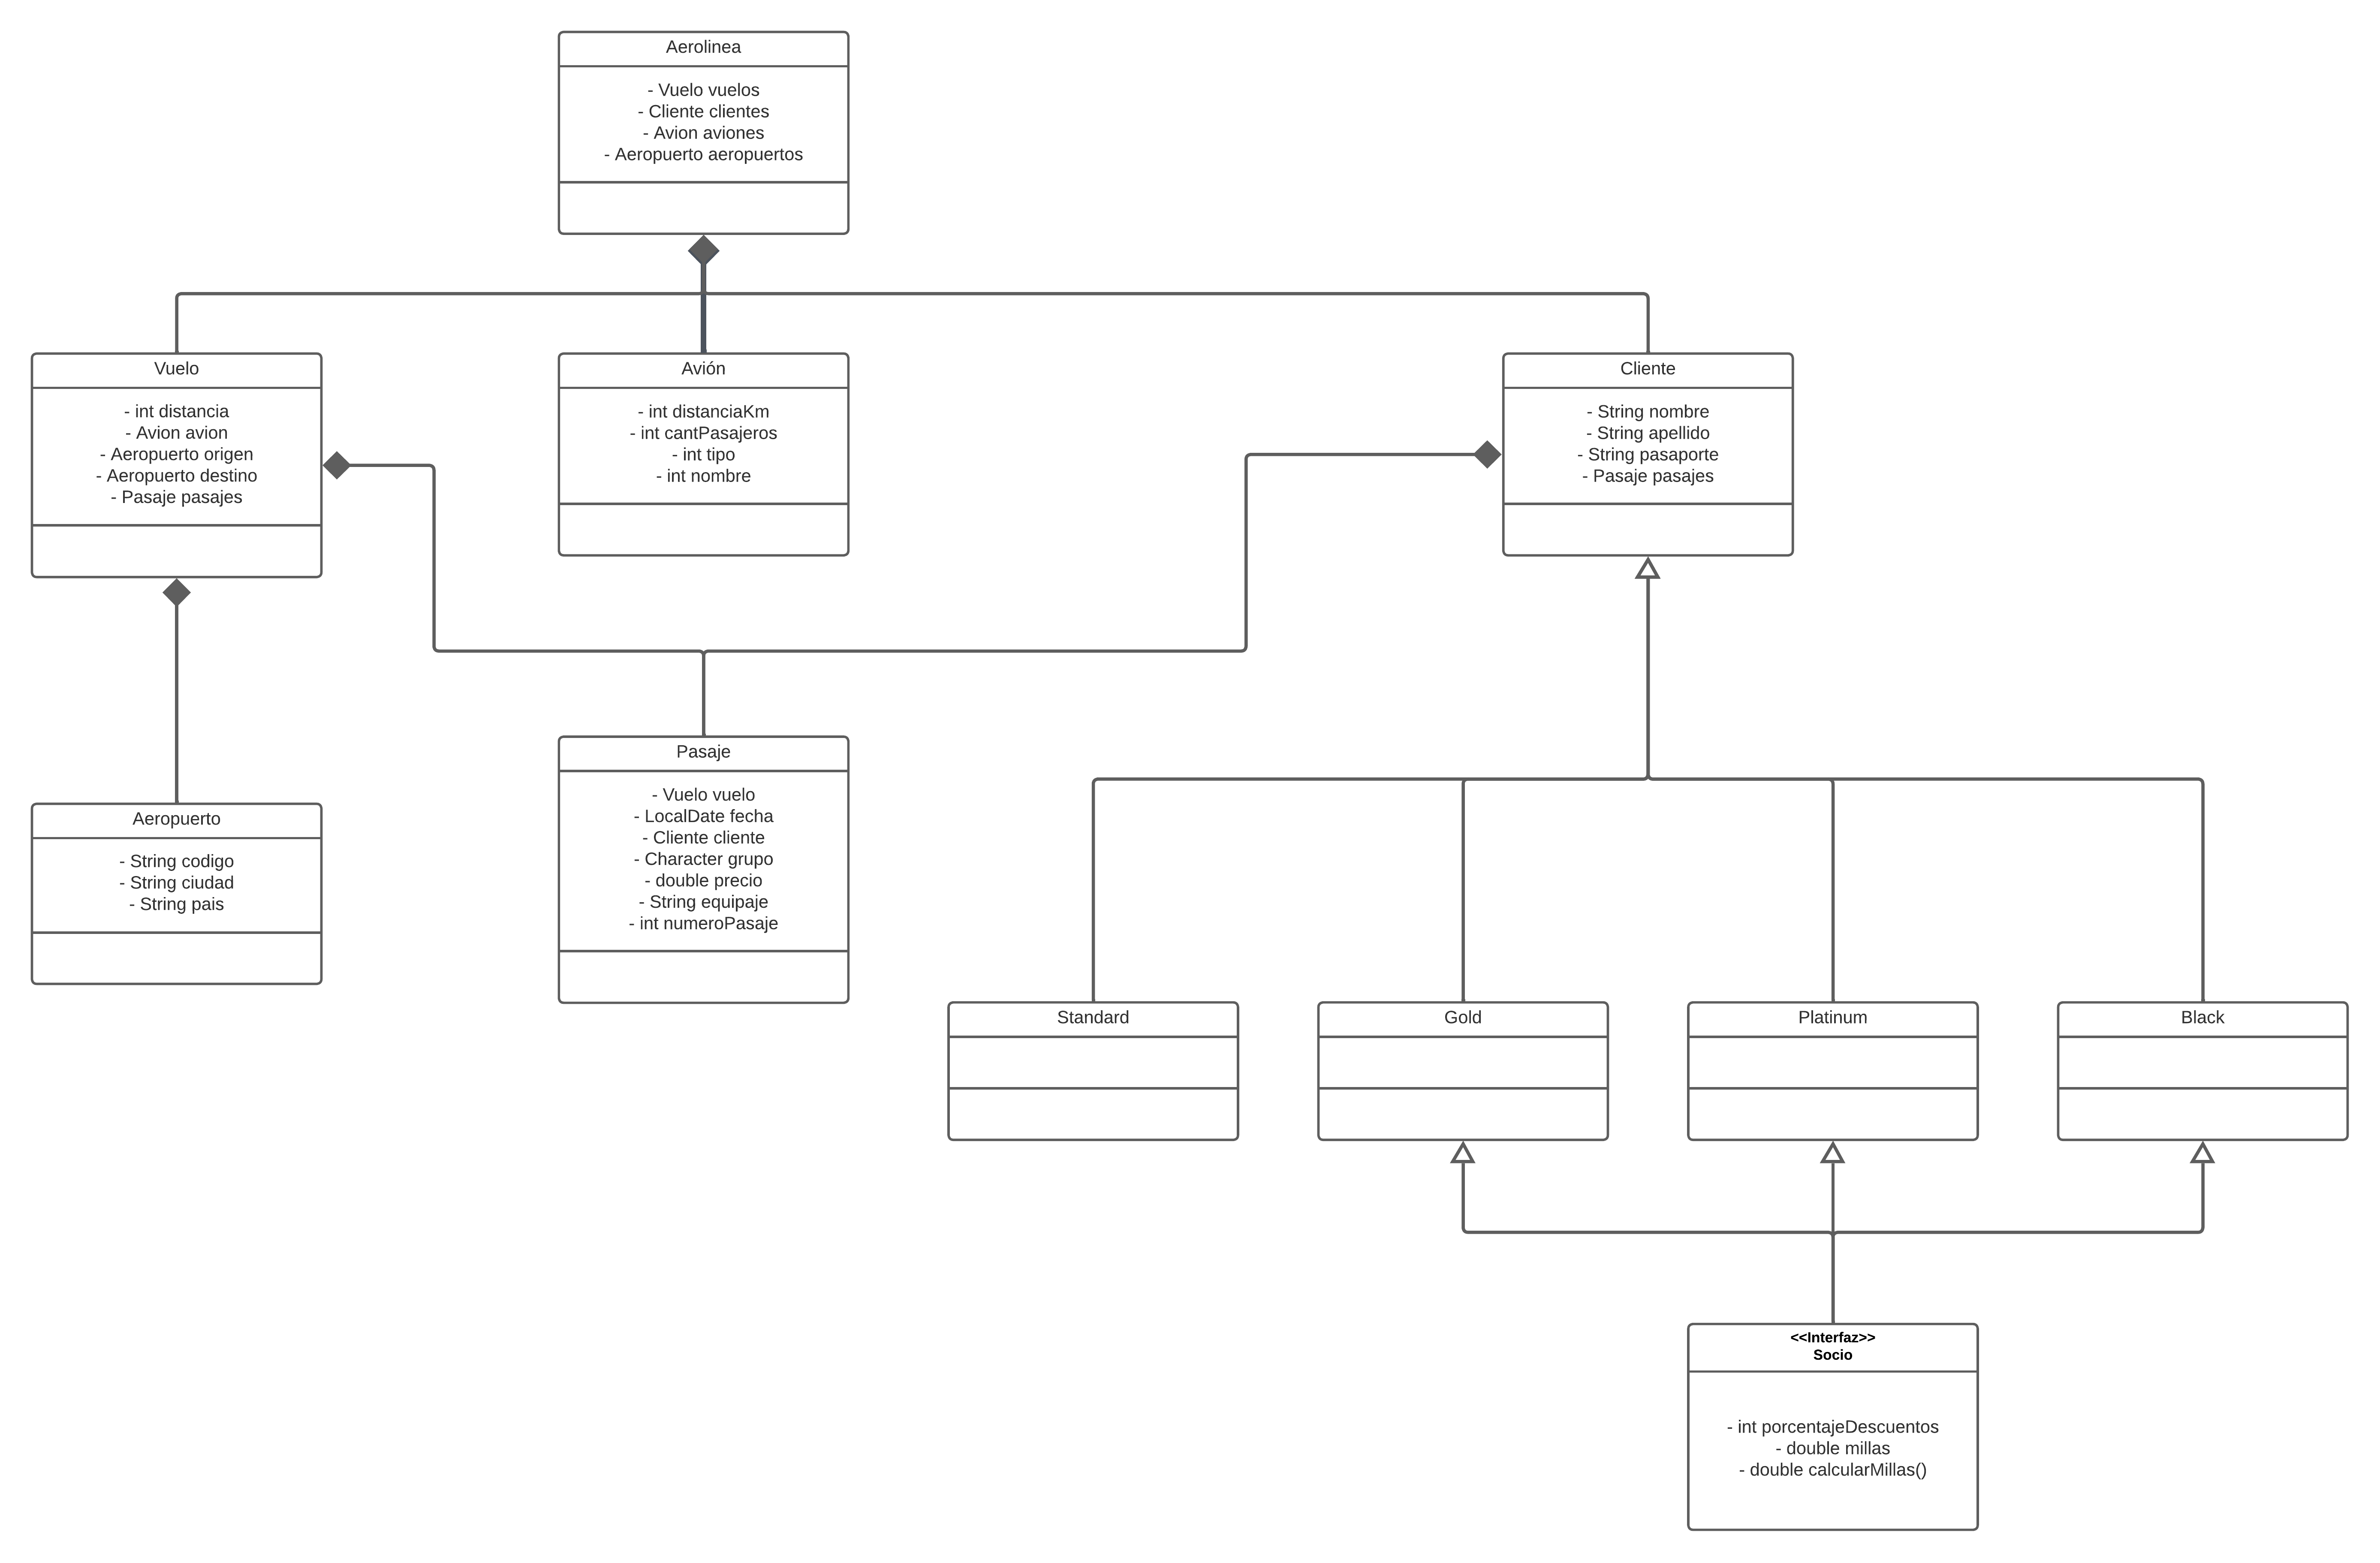 Aerolinea
- Vuelo vuelos
- Cliente clientes
- Avion aviones
- Aeropuerto aeropuertos
Vuelo
- int distancia
- Avion avion
- Aeropuerto origen
- Aeropuerto destino
- Pasaje pasajes
Avión
- int distanciaKm
- int cantPasajeros
- int tipo
- int nombre
Cliente
- String nombre
- String apellido
- String pasaporte
- Pasaje pasajes
Pasaje
- Vuelo vuelo
- LocalDate fecha
- Cliente cliente
- Character grupo
- double precio
- String equipaje
- int numeroPasaje
Aeropuerto
- String codigo
- String ciudad
- String pais
Standard
Gold
Platinum
Black
<<Interfaz>>
Socio
- int porcentajeDescuentos
- double millas
- double calcularMillas()